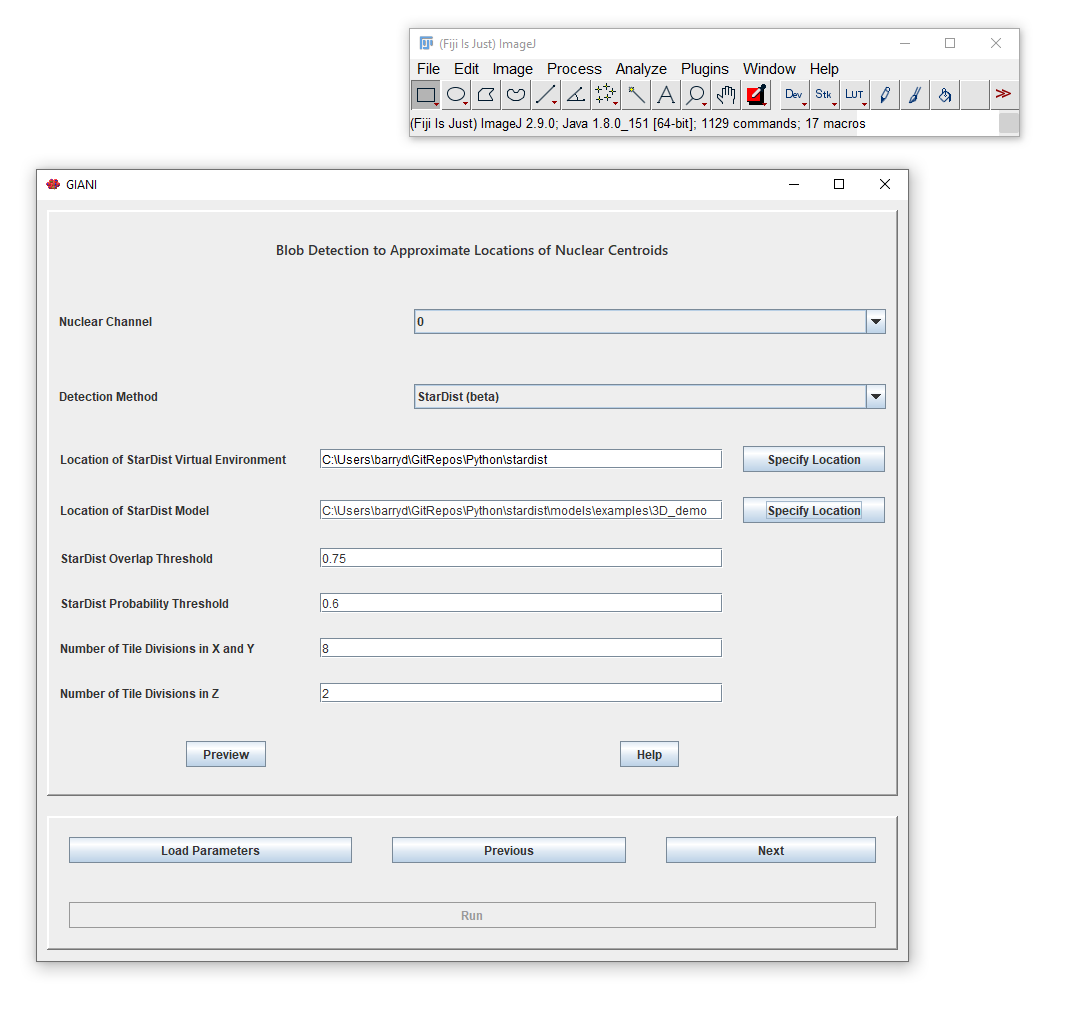 (Fiji Is Just) ImageJ
File Edit Image Process Analyze Plugins Window Help
Dev Stk LUT
(Fiji Is Just) ImageJ 2.9.0; Java 1.8.0_151 [64-bit]; 1129 commands; 17 macros
GIANI
Blob Detection to Approximate Locations of Nuclear Centroids
Nuclear Channel 0
Detection Method StarDist (beta)
Location of StarDist Virtual Environment C:\Users\barryd\GitRepos\Python\stardist Specify Location
Location of StarDist Model C:\Users\barryd\GitRepos\Python\stardist\models\examples\3D_demo Specify Location
StarDist Overlap Threshold 0.75
StarDist Probability Threshold 0.6
Number of Tile Divisions in X and Y 8
Number of Tile Divisions in Z 2
Preview Help
Load Parameters Previous Next
Run